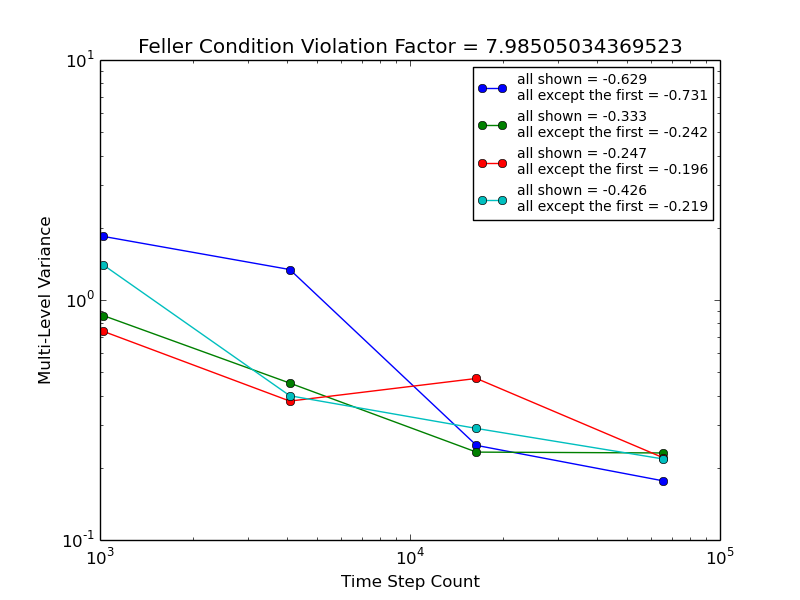 Feller Condition Violation Factor = 7.98505034369523
10^1
all shown = -0.629
all except the first = -0.731
all shown = -0.333
all except the first = -0.242
all shown = -0.247
all except the first = -0.196
all shown = -0.426
all except the first = -0.219
Multi-Level Variance
10^0
10^-1
10^3
10^4
10^5
Time Step Count